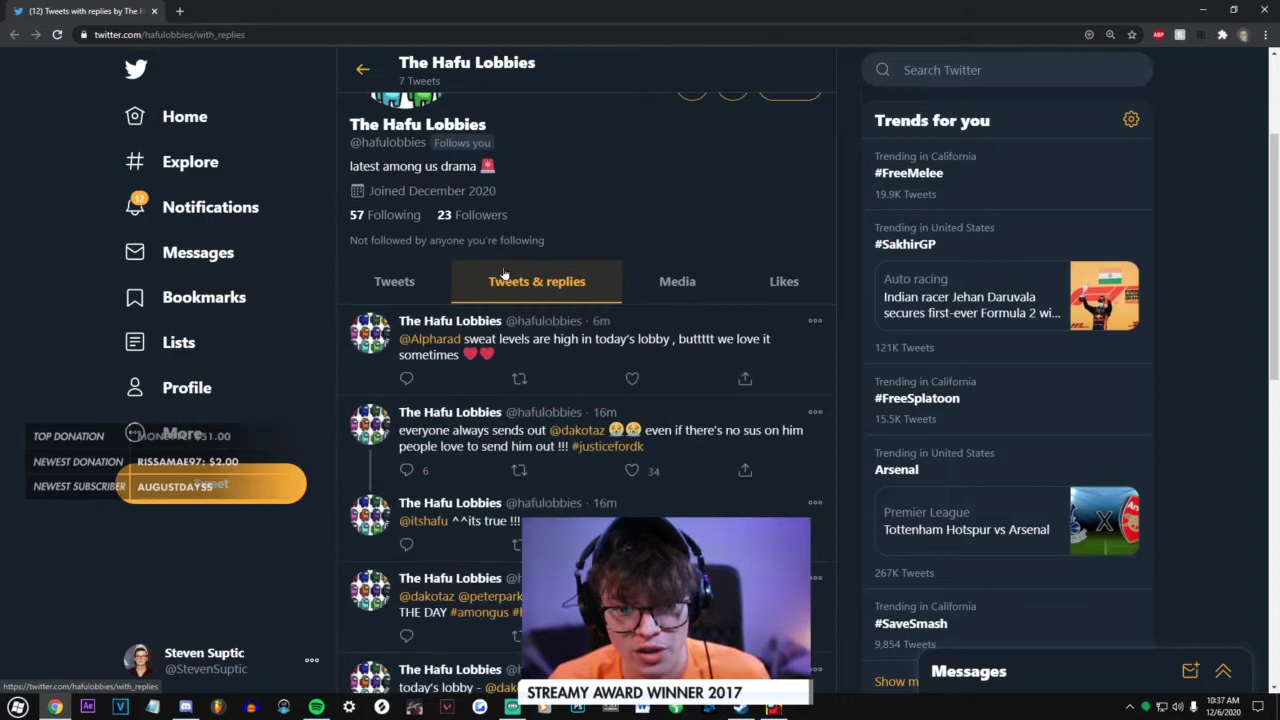 (12) Tweets with replies by The H
twitter.com/hafulobbies/with_replies
ABP
The Hafu Lobbies
7 Tweets
Search Twitter
Home
Explore
12
Notifications
Messages
Bookmarks
Lists
Profile
More
Tweet
TOP DONATION
$1.00
NEWEST DONATION
RISSAMAE97: $2.00
NEWEST SUBSCRIBER
AUGUSTDAY55
Steven Suptic
@StevenSuptic
The Hafu Lobbies
@hafulobbies Follows you
latest among us drama 🚨
Joined December 2020
57 Following 23 Followers
Not followed by anyone you're following
Tweets Tweets & replies Media Likes
The Hafu Lobbies @hafulobbies · 6m
@Alpharad sweat levels are high in today's lobby , buttttt we love it
sometimes ❤️❤️
The Hafu Lobbies @hafulobbies · 16m
everyone always sends out @dakotaz 😭😭 even if there's no sus on him
people love to send him out !!! #justicefordk
6 34
The Hafu Lobbies @hafulobbies · 16m
@itshafu ^^its true !!!
The Hafu Lobbies
@dakotaz @peterpark
THE DAY #amongus
The Hafu Lobbies
today's lobby -
Trends for you
Trending in California
#FreeMelee
19.9K Tweets
Trending in United States
#SakhirGP
Auto racing
Indian racer Jehan Daruvala
secures first-ever Formula 2 wi...
121K Tweets
Trending in California
#FreeSplatoon
15.5K Tweets
Trending in United States
Arsenal
Premier League
Tottenham Hotspur vs Arsenal
267K Tweets
Trending in California
#SaveSmash
9,854 Tweets
Show m
Messages
STREAMY AWARD WINNER 2017
https://twitter.com/hafulobbies/with_replies
10:37 AM
12/6/2020